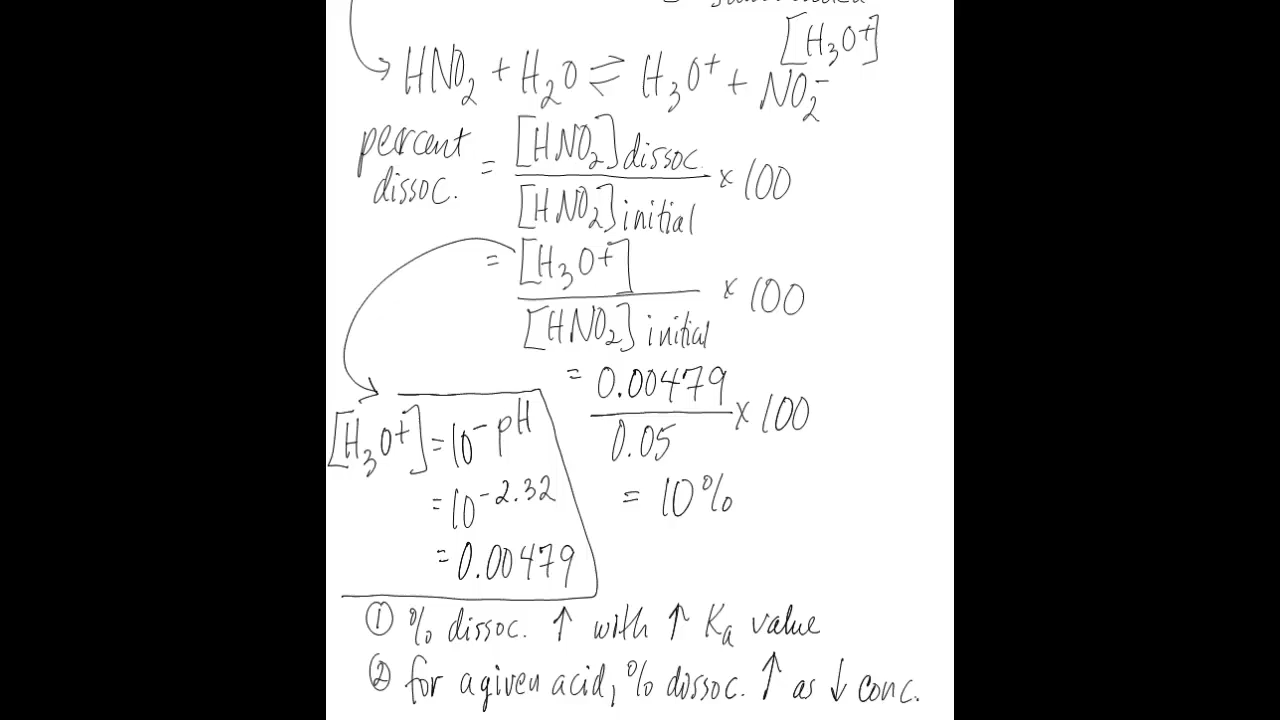 [H₃O⁺]
HNO₂ + H₂O ⇌ H₃O⁺ + NO₂⁻
percent dissoc. = [HNO₂]dissoc. / [HNO₂]initial × 100
= [H₃O⁺] / [HNO₂]initial × 100
= 0.00479 / 0.05 × 100
= 10%
[H₃O⁺] = 10^-pH
= 10^-2.32
= 0.00479
① % dissoc. ↑ with ↑ Ka value
② for a given acid, % dissoc. ↑ as ↓ conc.